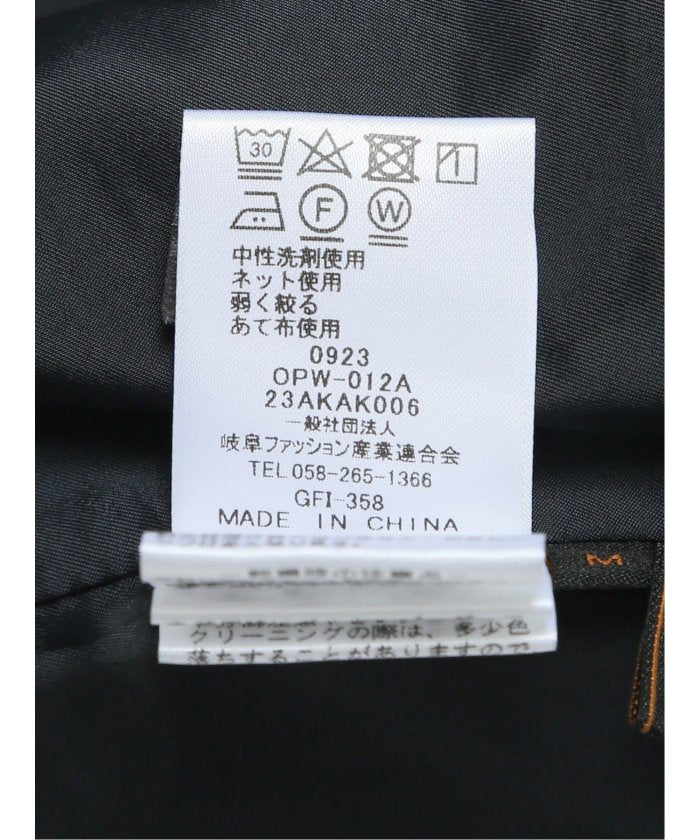 30
F W
中性洗剤使用
ネット使用
弱く絞る
あて布使用
0923
OPW-012A
23AKAK006
一般社団法人
岐阜ファッション産業連合会
TEL058-265-1366
GFI-358
MADE IN CHINA
M
クリーニングの際は、多少色
落ちすることがありますので